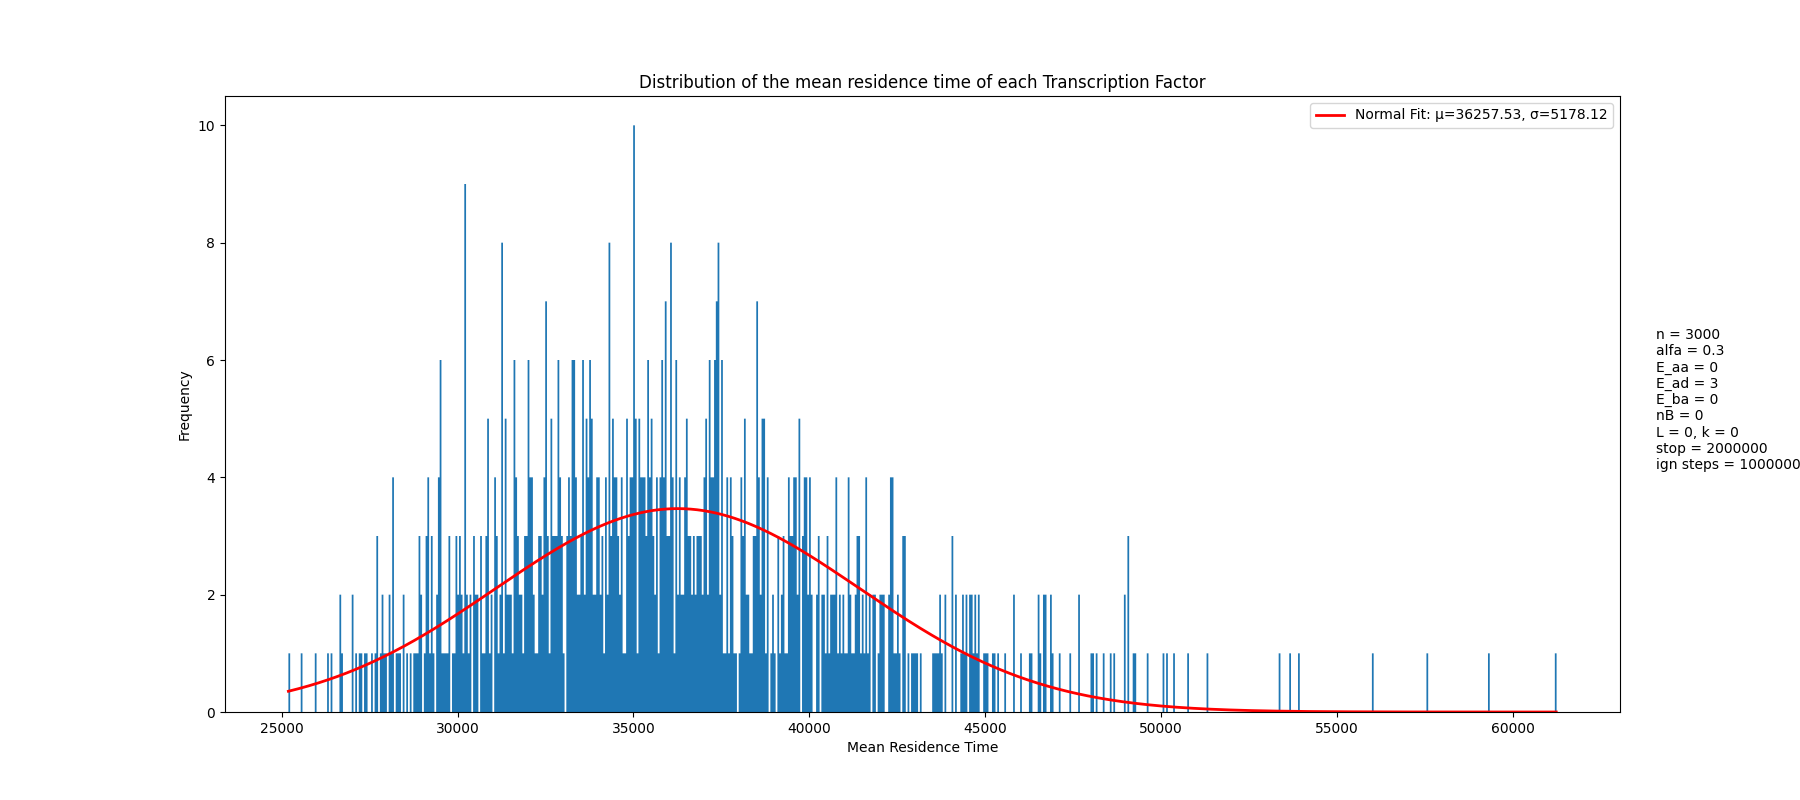 Distribution of the mean residence time of each Transcription Factor
Normal Fit: μ=36257.53, σ=5178.12
10
8
6
4
2
0
Frequency
25000
30000
35000
40000
45000
50000
55000
60000
Mean Residence Time
n = 3000
alfa = 0.3
E_aa = 0
E_ad = 3
E_ba = 0
nB = 0
L = 0, k = 0
stop = 2000000
ign steps = 1000000